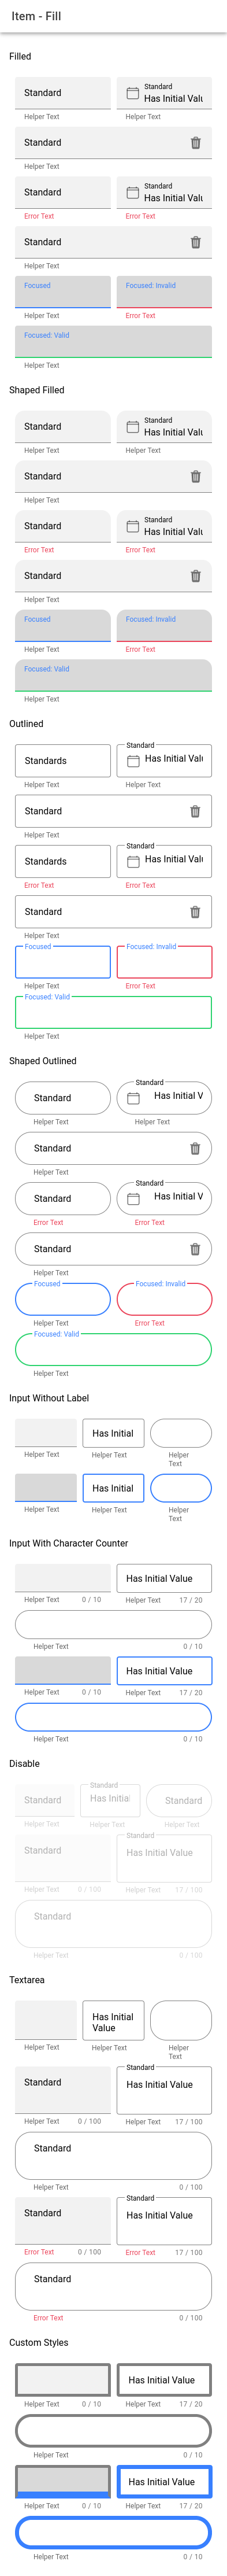 Item - Fill
Filled
Standard
Standard
Has Initial Valu
Helper Text
Helper Text
Standard
Helper Text
Standard
Standard
Has Initial Valu
Error Text
Error Text
Standard
Helper Text
Focused
Focused: Invalid
Helper Text
Error Text
Focused: Valid
Helper Text
Shaped Filled
Standard
Standard
Has Initial Valu
Helper Text
Helper Text
Standard
Helper Text
Standard
Standard
Has Initial Valu
Error Text
Error Text
Standard
Helper Text
Focused
Focused: Invalid
Helper Text
Error Text
Focused: Valid
Helper Text
Outlined
Standards
Standard
Has Initial Valu
Helper Text
Helper Text
Standard
Helper Text
Standards
Standard
Has Initial Valu
Error Text
Error Text
Standard
Helper Text
Focused
Focused: Invalid
Helper Text
Error Text
Focused: Valid
Helper Text
Shaped Outlined
Standard
Standard
Has Initial V
Helper Text
Helper Text
Standard
Helper Text
Standard
Standard
Has Initial V
Error Text
Error Text
Standard
Helper Text
Focused
Focused: Invalid
Helper Text
Error Text
Focused: Valid
Helper Text
Input Without Label
Has Initial
Helper Text
Helper Text
Helper
Text
Has Initial
Helper Text
Helper Text
Helper
Text
Input With Character Counter
Has Initial Value
Helper Text 0 / 10
Helper Text 17 / 20
Helper Text 0 / 10
Has Initial Value
Helper Text 0 / 10
Helper Text 17 / 20
Helper Text 0 / 10
Disable
Standard
Standard
Has Initial
Standard
Helper Text
Helper Text
Helper Text
Standard
Standard
Has Initial Value
Helper Text 0 / 100
Helper Text 17 / 100
Standard
Helper Text 0 / 100
Textarea
Has Initial
Value
Helper Text
Helper Text
Helper
Text
Standard
Standard
Has Initial Value
Helper Text 0 / 100
Helper Text 17 / 100
Standard
Helper Text 0 / 100
Standard
Standard
Has Initial Value
Error Text 0 / 100
Error Text 17 / 100
Standard
Error Text 0 / 100
Custom Styles
Has Initial Value
Helper Text 0 / 10
Helper Text 17 / 20
Helper Text 0 / 10
Has Initial Value
Helper Text 0 / 10
Helper Text 17 / 20
Helper Text 0 / 10